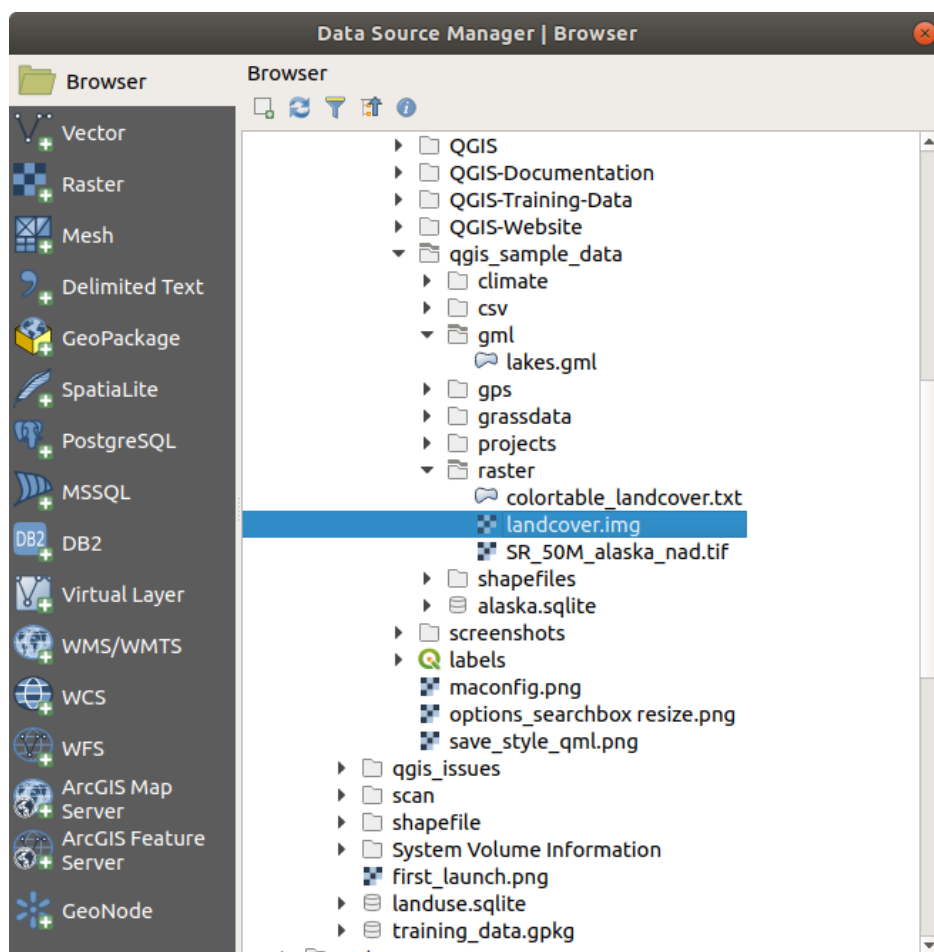 Data Source Manager | Browser
Browser
Vector
Raster
Mesh
Delimited Text
GeoPackage
SpatiaLite
PostgreSQL
MSSQL
DB2
DB2
Virtual Layer
WMS/WMTS
WCS
WFS
ArcGIS Map
Server
ArcGIS Feature
Server
GeoNode
Browser
QGIS
QGIS-Documentation
QGIS-Training-Data
QGIS-Website
qgis_sample_data
climate
csv
gml
lakes.gml
gps
grassdata
projects
raster
colortable_landcover.txt
landcover.img
SR_50M_alaska_nad.tif
shapefiles
alaska.sqlite
screenshots
labels
maconfig.png
options_searchbox resize.png
save_style_qml.png
qgis_issues
scan
shapefile
System Volume Information
first_launch.png
landuse.sqlite
training_data.gpkg